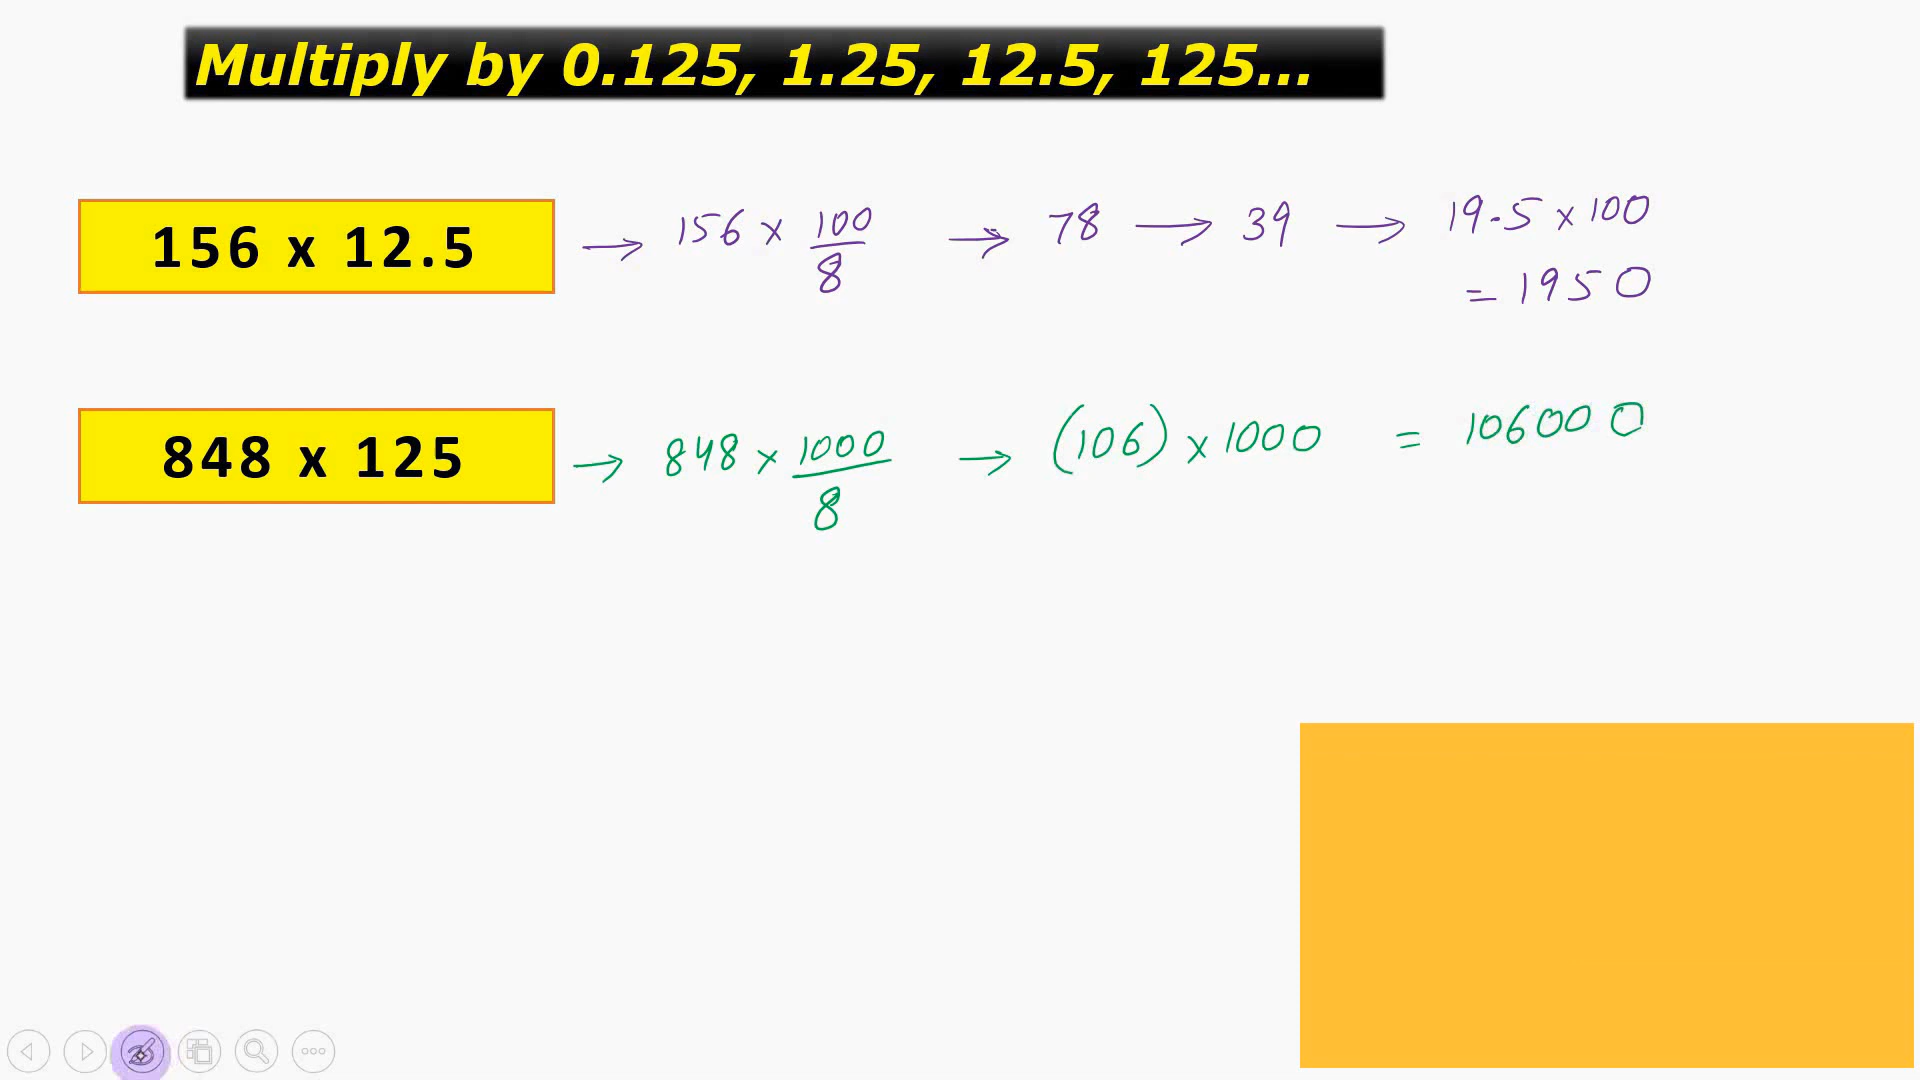 Multiply by 0.125, 1.25, 12.5, 125...
156 x 12.5 → 156 x 100/8 → 78 → 39 → 19.5 x 100
= 1950
848 x 125 → 848 x 1000/8 → (106) x 1000 = 106000